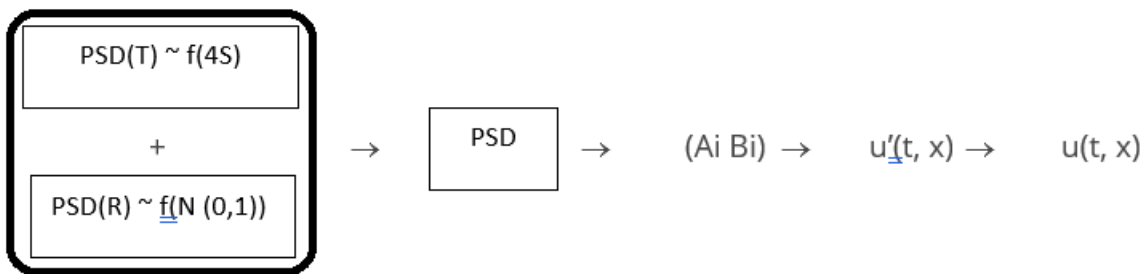 PSD(T) ~ f(4S)
+
PSD(R) ~ f(N (0,1))
→ PSD → (Ai Bi) → u’(t, x) → u(t, x)